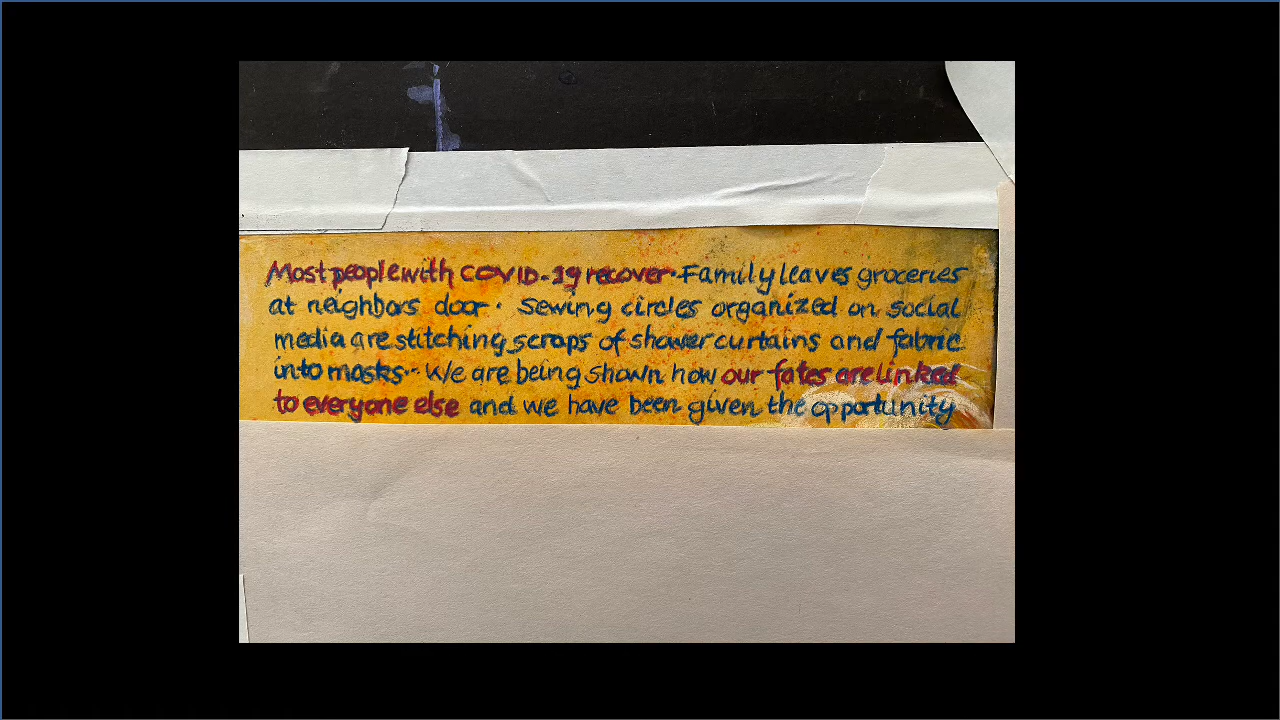 Most people with COVID-19 recover · Family leaves groceries
at neighbors door · Sewing circles organized on social
media are stitching scraps of shower curtains and fabric
into masks·· We are being shown how our fates are linked
to everyone else and we have been given the opportunity